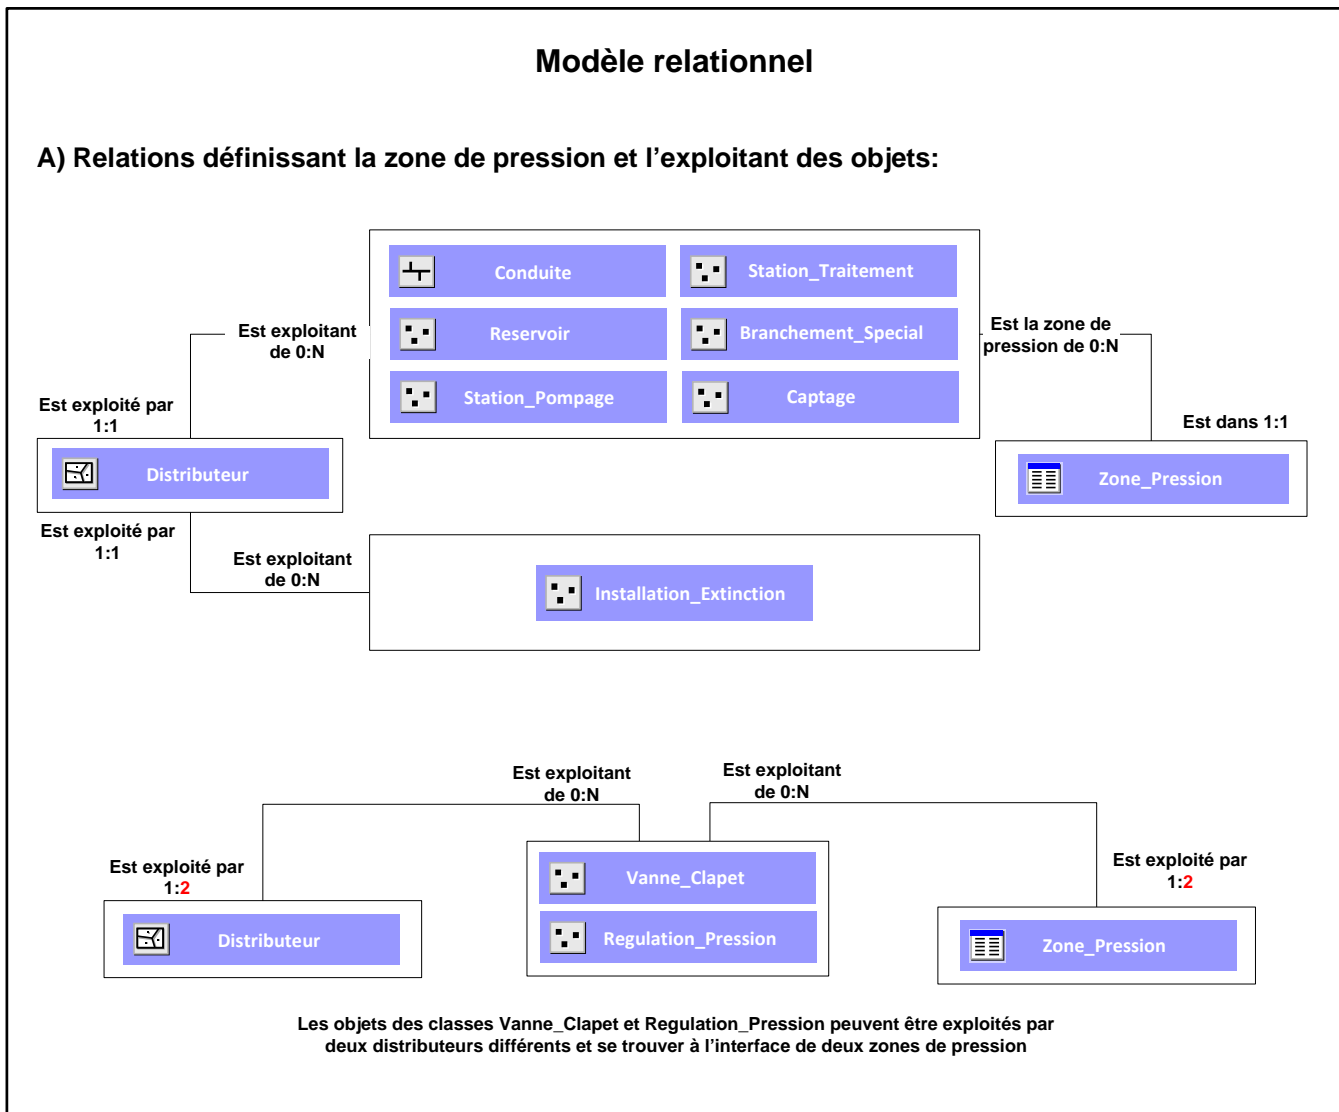 Modèle relationnel
A) Relations définissant la zone de pression et l'exploitant des objets:
Conduite
Station_Traitement
Reservoir
Branchement_Special
Station_Pompage
Captage
Est exploitant
de 0:N
Est la zone de
pression de 0:N
Est exploité par
1:1
Est dans 1:1
Distributeur
Zone_Pression
Est exploité par
1:1
Est exploitant
de 0:N
Installation_Extinction
Est exploitant
de 0:N
Est exploitant
de 0:N
Est exploité par
1:2
Est exploité par
1:2
Vanne_Clapet
Regulation_Pression
Distributeur
Zone_Pression
Les objets des classes Vanne_Clapet et Regulation_Pression peuvent être exploités par
deux distributeurs différents et se trouver à l'interface de deux zones de pression